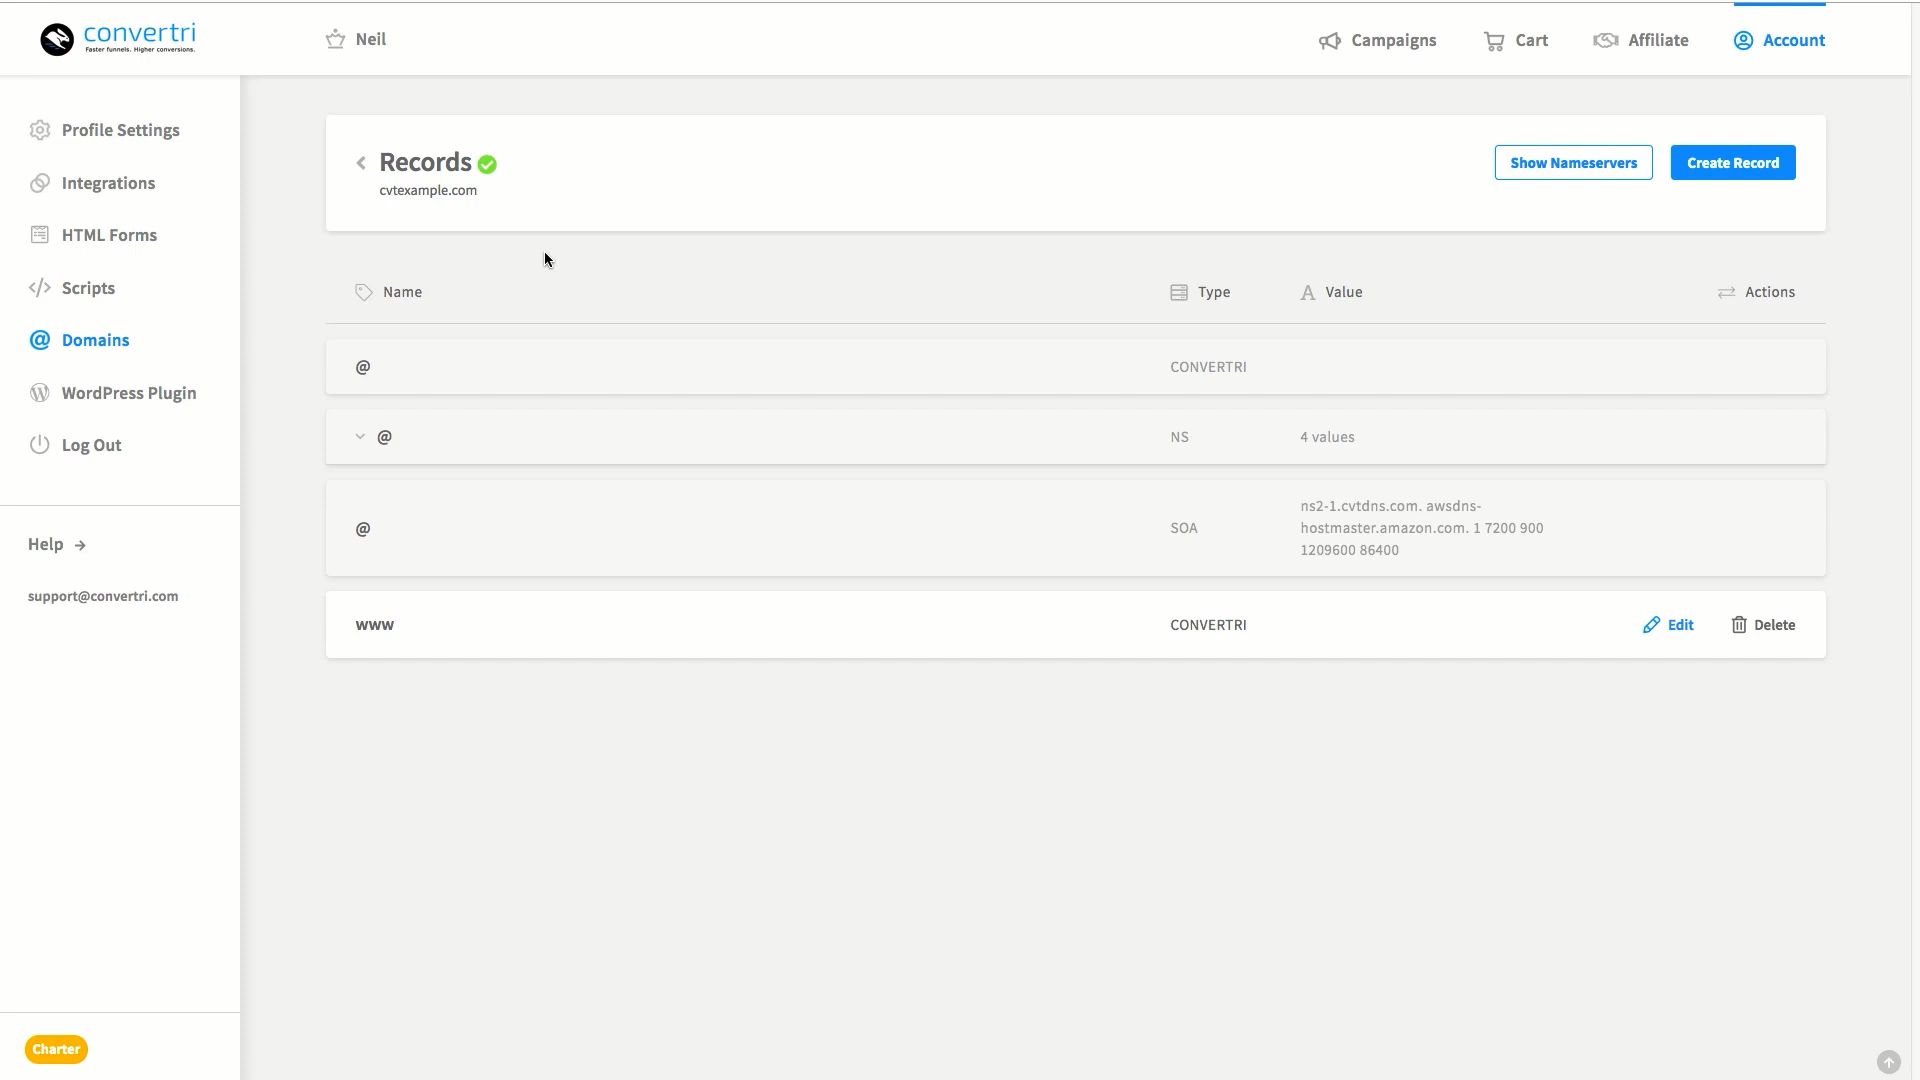 convertri
Faster funnels. Higher conversions.
Neil
Campaigns
Cart
Affiliate
Account
Profile Settings
Integrations
HTML Forms
Scripts
Domains
WordPress Plugin
Log Out
Help
support@convertri.com
Charter
Records
cvtexample.com
Show Nameservers
Create Record
Name
Type
Value
Actions
@
CONVERTRI
@
NS
4 values
@
SOA
ns2-1.cvtdns.com. awsdns-
hostmaster.amazon.com. 1 7200 900
1209600 86400
www
CONVERTRI
Edit
Delete